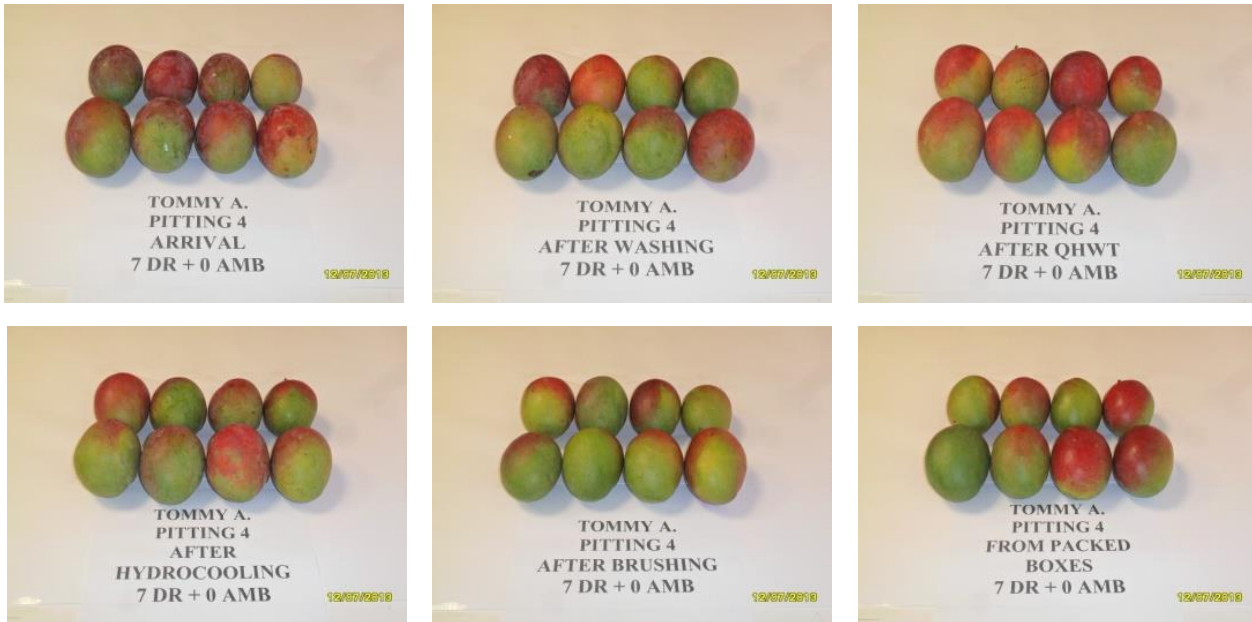 TOMMY A.
PITTING 4
ARRIVAL
7 DR + 0 AMB
12/07/2013
TOMMY A.
PITTING 4
AFTER WASHING
7 DR + 0 AMB
12/07/2013
TOMMY A.
PITTING 4
AFTER QHWT
7 DR + 0 AMB
12/07/2013
TOMMY A.
PITTING 4
AFTER
HYDROCOOLING
7 DR + 0 AMB
12/07/2013
TOMMY A.
PITTING 4
AFTER BRUSHING
7 DR + 0 AMB
12/07/2013
TOMMY A.
PITTING 4
FROM PACKED
BOXES
7 DR + 0 AMB
12/07/2013